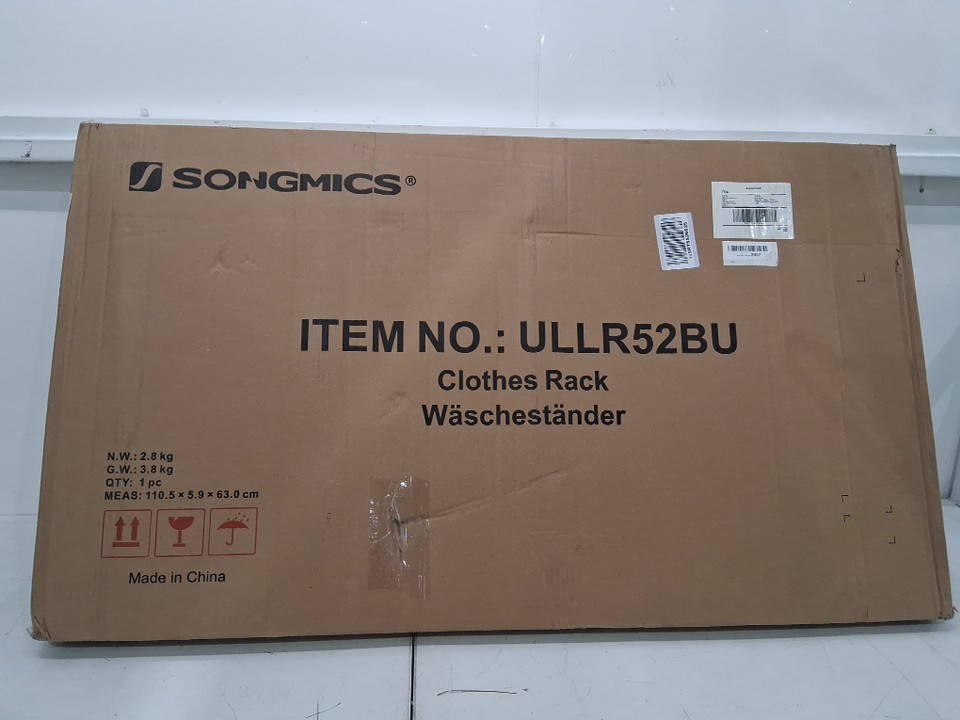 SONGMICS®
ITEM NO.: ULLR52BU
Clothes Rack
Wäscheständer
N.W.: 2.8 kg
G.W.: 3.8 kg
QTY: 1 pc
MEAS: 110.5 × 5.9 × 63.0 cm
Made in China